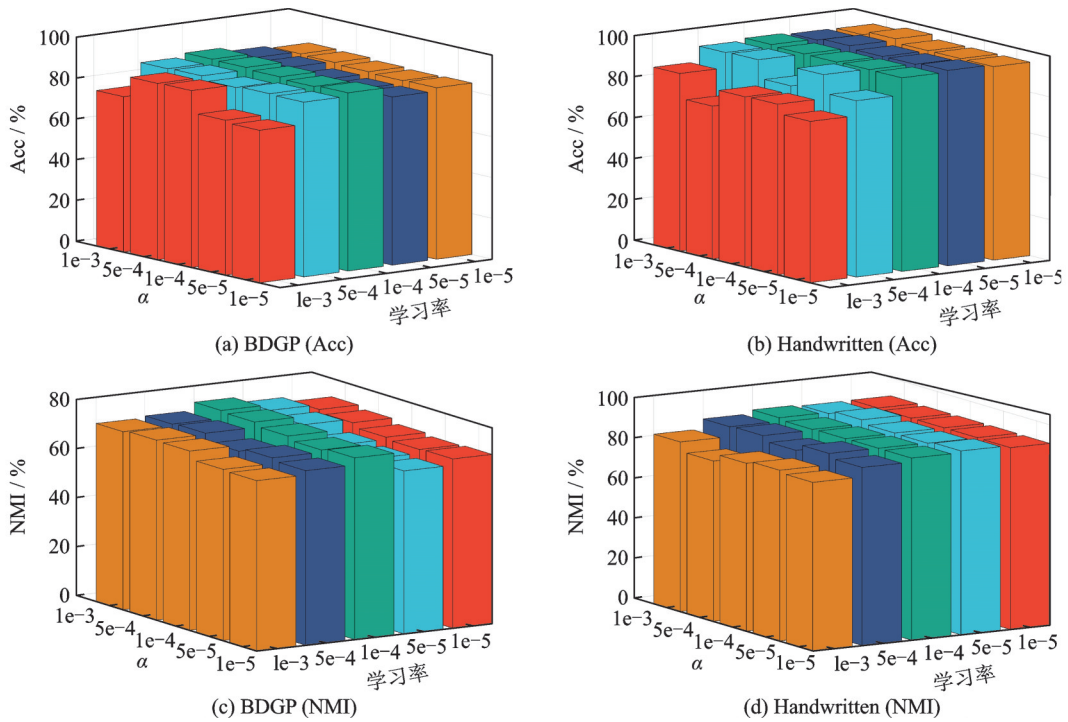 100
80
60
40
20
0
Acc / %
1e−3
5e−4
1e−4
5e−5
1e−5
α
le−3
5e−4
1e−4
5e−5
1e−5
学习率
(a) BDGP (Acc)
100
80
60
40
20
0
Acc / %
1e−3
5e−4
1e−4
5e−5
1e−5
α
le−3
5e−4
1e−4
5e−5
1e−5
学习率
(b) Handwritten (Acc)
80
60
40
20
0
NMI / %
1e−3
5e−4
1e−4
5e−5
1e−5
α
le−3
5e−4
1e−4
5e−5
1e−5
学习率
(c) BDGP (NMI)
100
80
60
40
20
0
NMI / %
1e−3
5e−4
1e−4
5e−5
1e−5
α
le−3
5e−4
1e−4
5e−5
1e−5
学习率
(d) Handwritten (NMI)